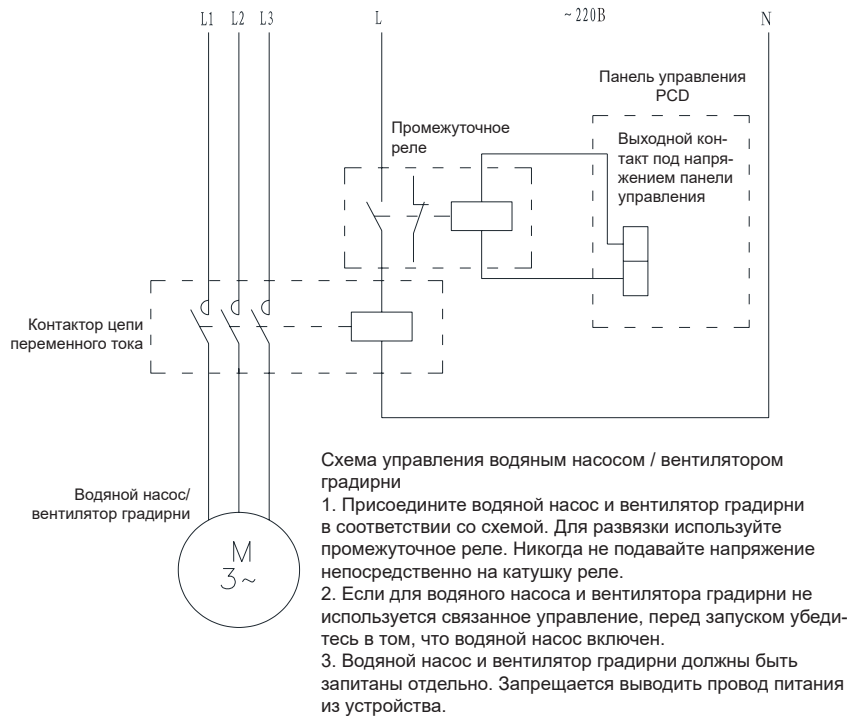 L1 L2 L3 L ~220В N
Панель управления
PCD
Промежуточное
реле
Выходной кон-
такт под напря-
жением панели
управления
Контактор цепи
переменного тока
Водяной насос/
вентилятор градирни
M
3~
Схема управления водяным насосом / вентилятором
градирни
1. Присоедините водяной насос и вентилятор градирни
в соответствии со схемой. Для развязки используйте
промежуточное реле. Никогда не подавайте напряжение
непосредственно на катушку реле.
2. Если для водяного насоса и вентилятора градирни не
используется связанное управление, перед запуском убеди-
тесь в том, что водяной насос включен.
3. Водяной насос и вентилятор градирни должны быть
запитаны отдельно. Запрещается выводить провод питания
из устройства.